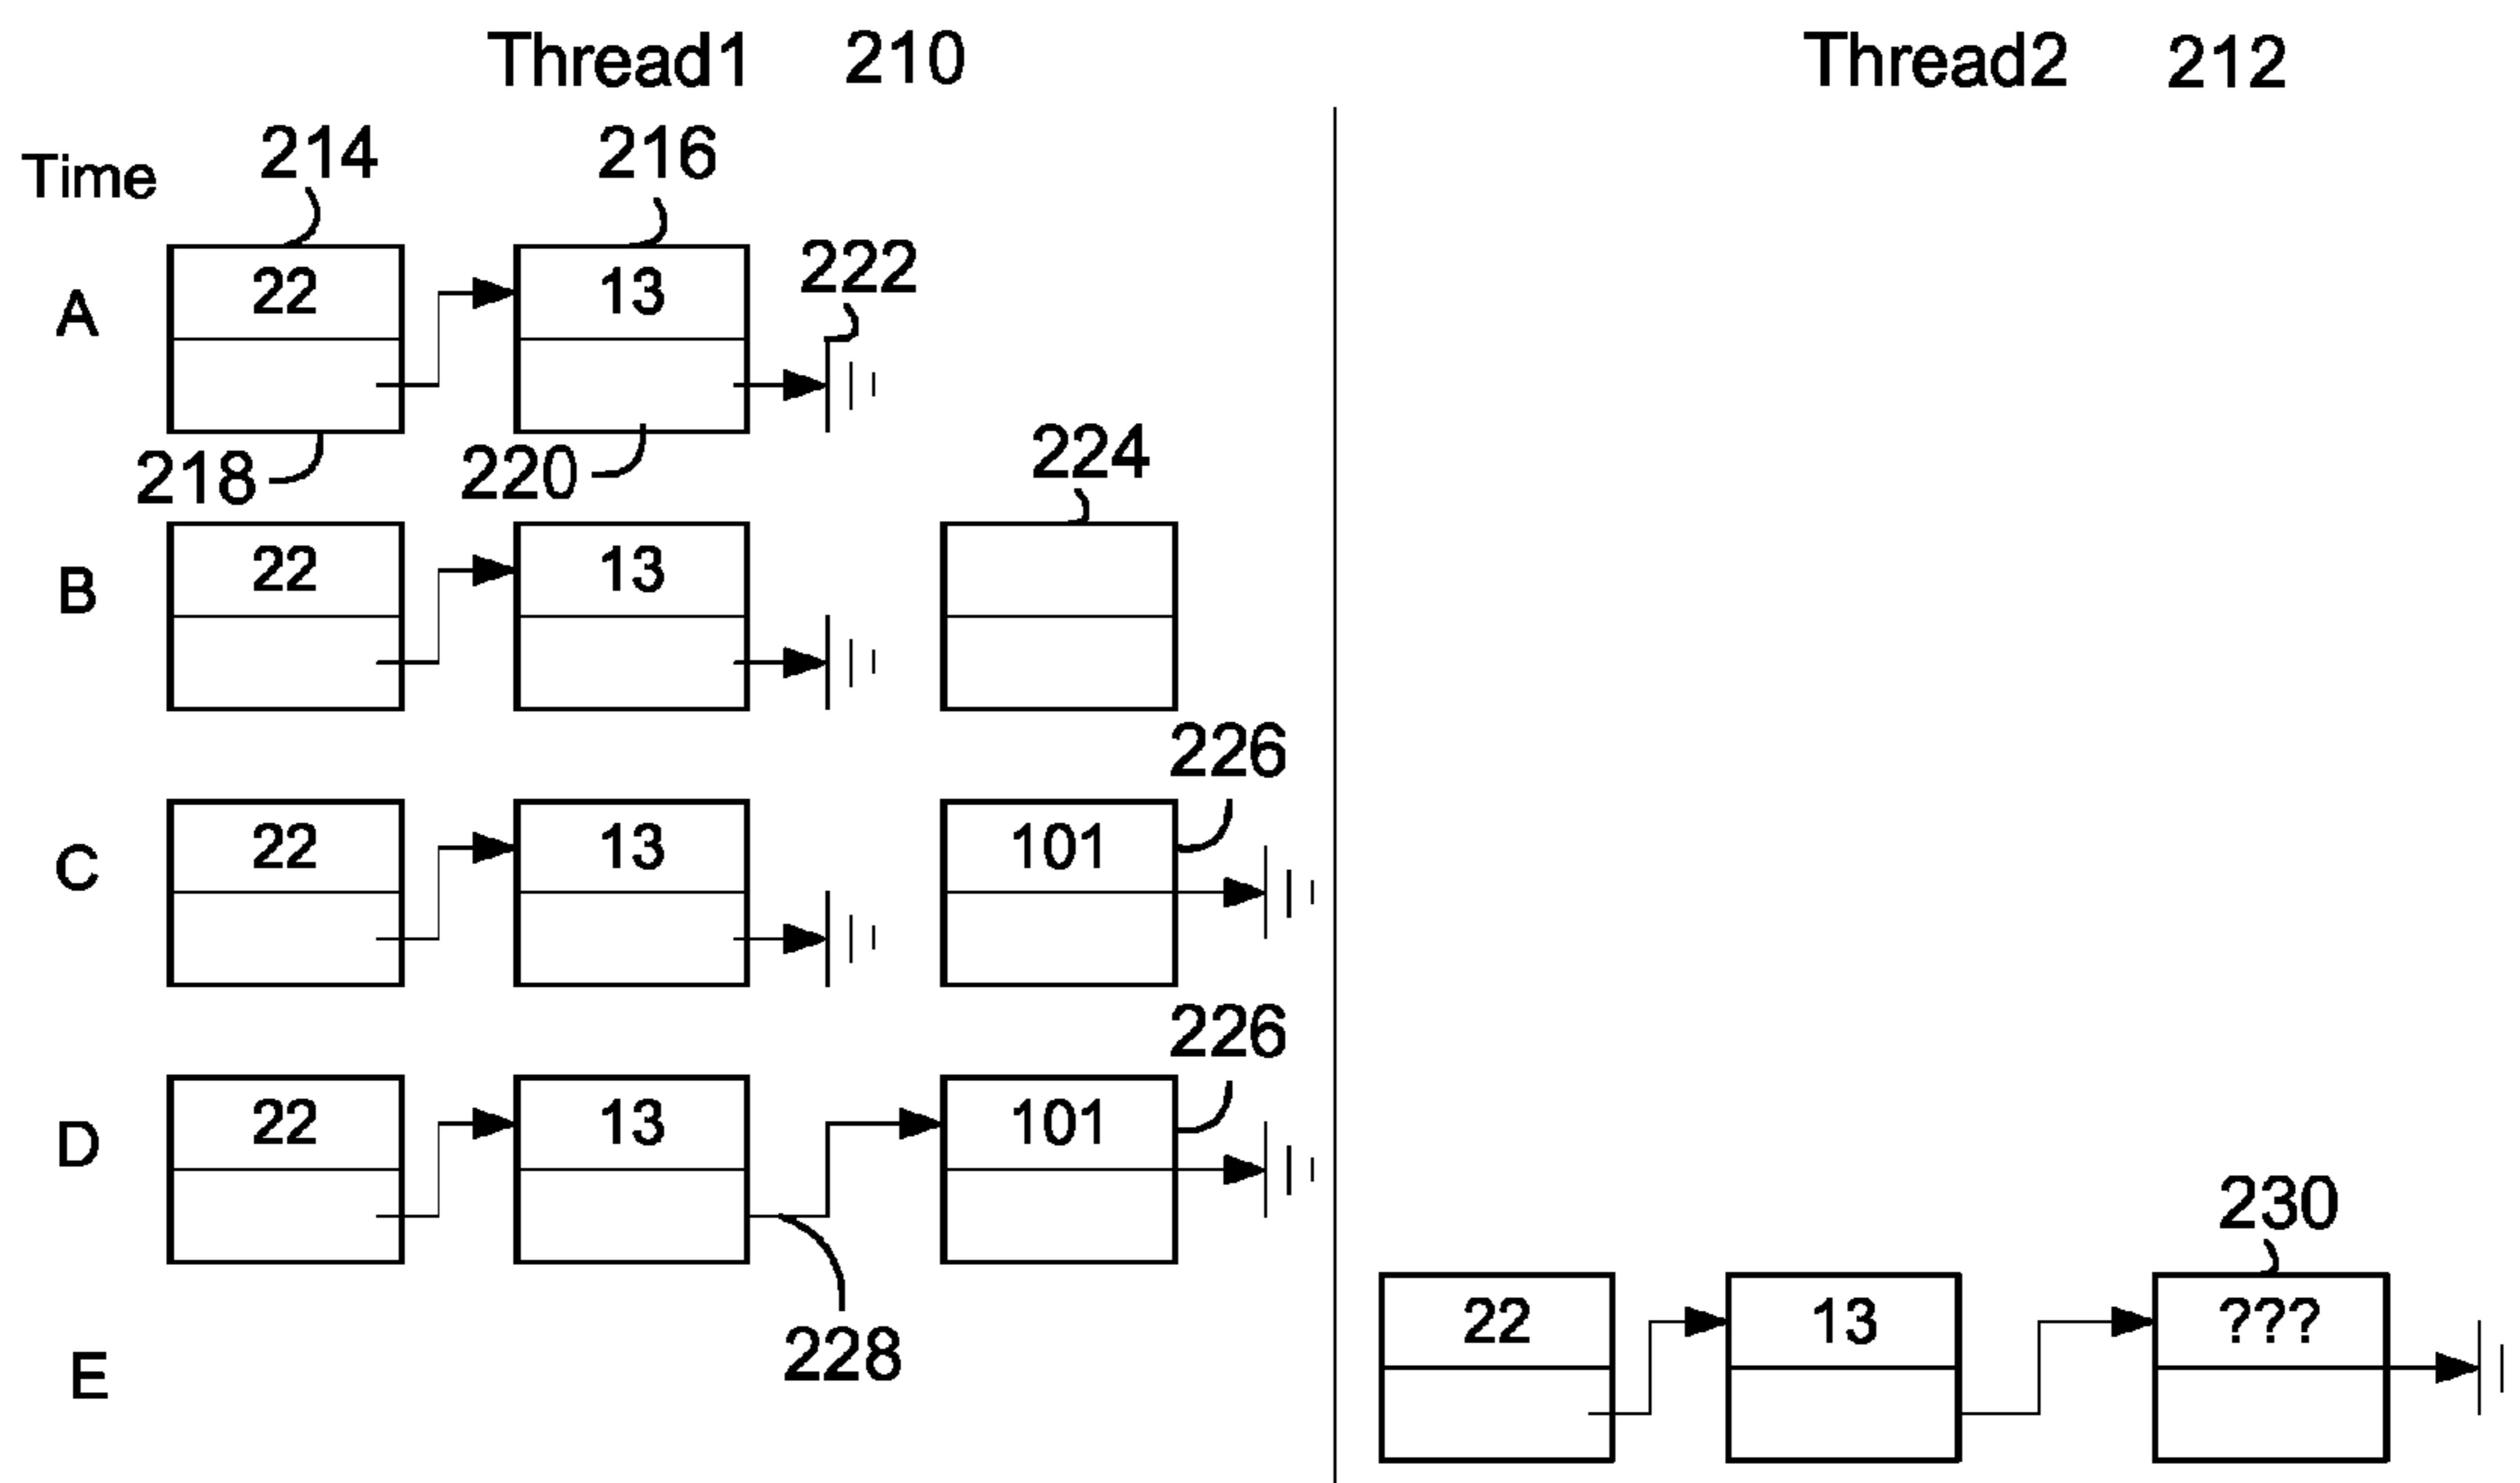 Thread1 210 Thread2 212
Time 214 216
222
A 22 13
218 220 224
B 22 13
226
C 22 13 101
226
D 22 13 101
230
228
E 22 13 ???